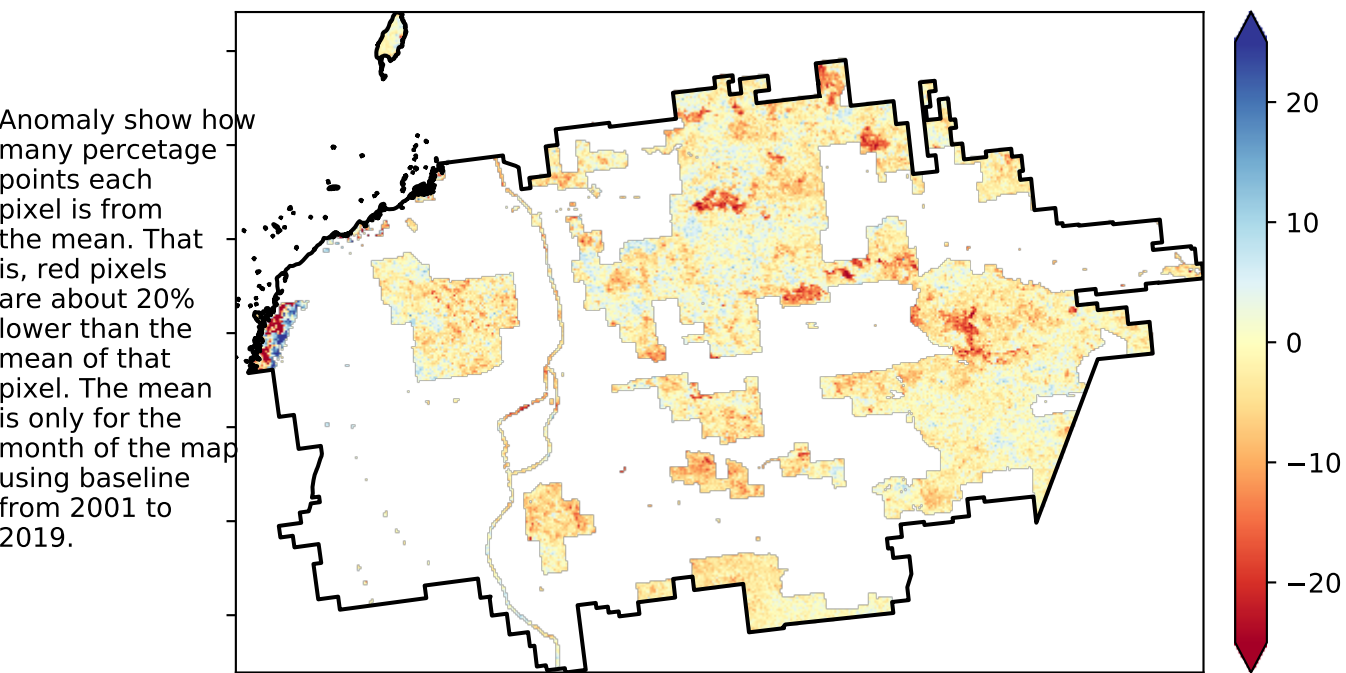 Anomaly show how
many percetage
points each
pixel is from
the mean. That
is, red pixels
are about 20%
lower than the
mean of that
pixel. The mean
is only for the
month of the map
using baseline
from 2001 to
2019.
20
10
0
−10
−20